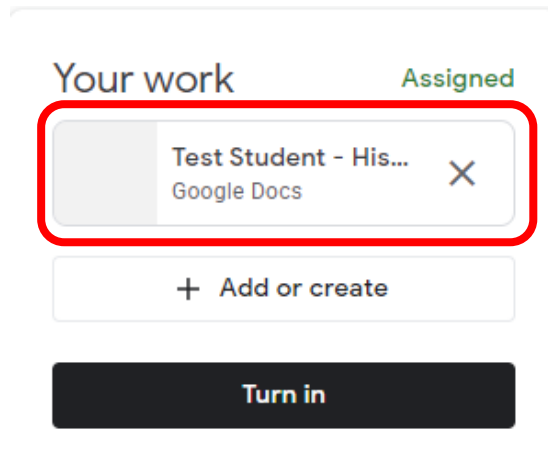 Your work
Assigned
Test Student - His...
Google Docs
+ Add or create
Turn in